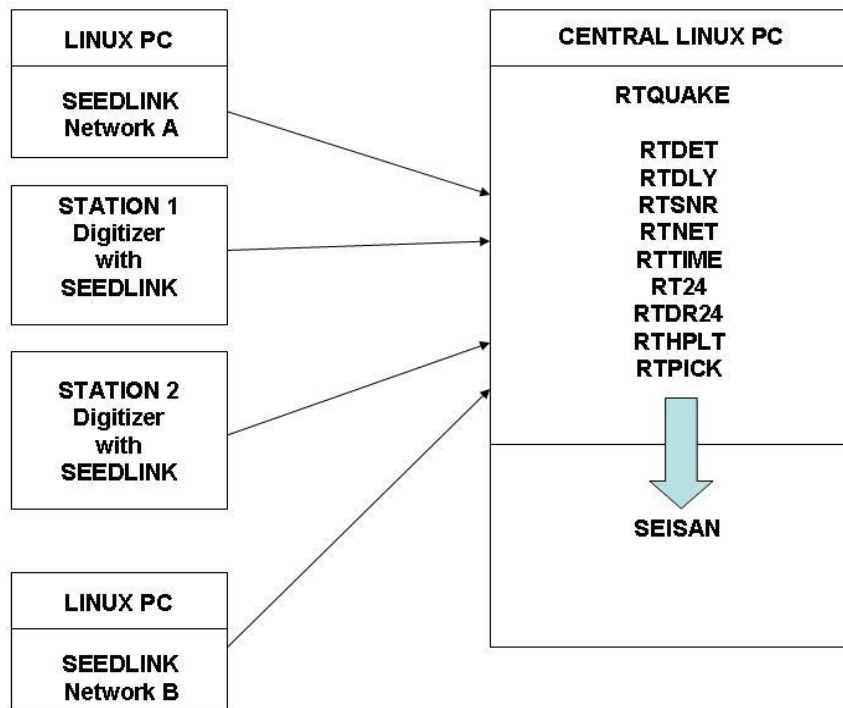 LINUX PC
SEEDLINK
Network A
STATION 1
Digitizer
with
SEEDLINK
STATION 2
Digitizer
with
SEEDLINK
LINUX PC
SEEDLINK
Network B
CENTRAL LINUX PC
RTQUAKE
RTDET
RTDLY
RTSNR
RTNET
RTTIME
RT24
RTDR24
RTHPLT
RTPICK
SEISAN